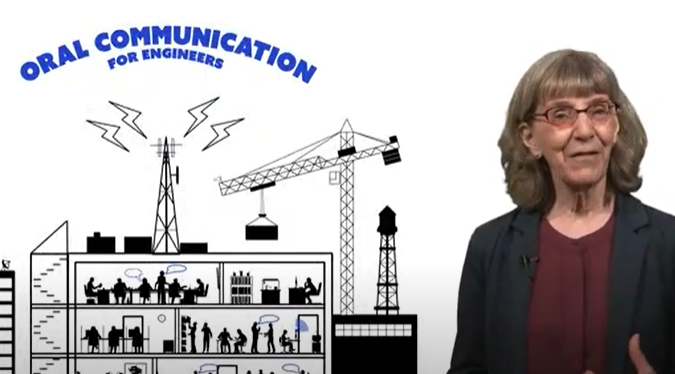 ORAL COMMUNICATION
FOR ENGINEERS